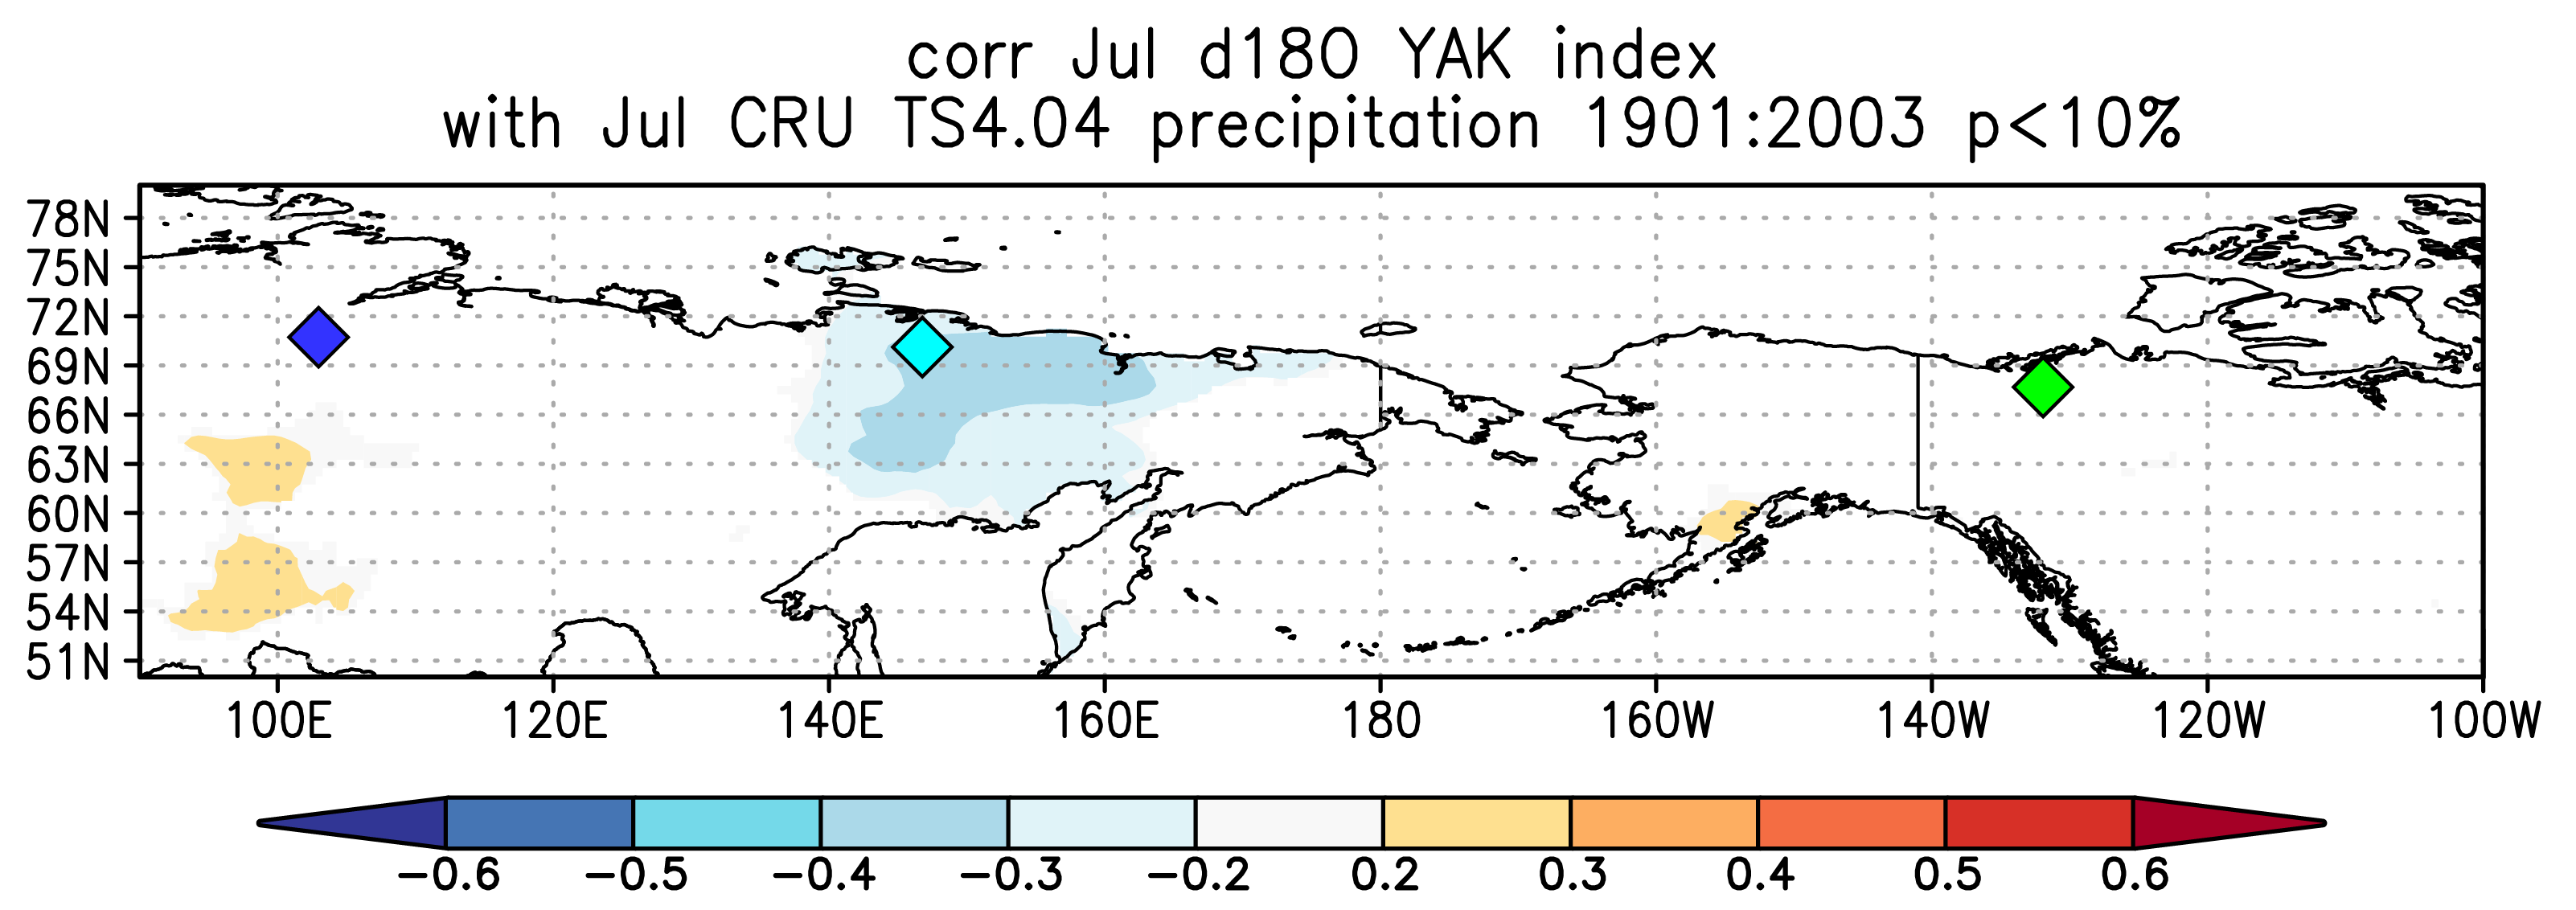 corr Jul d18O YAK index
with Jul CRU TS4.04 precipitation 1901:2003 p<10%
78N
75N
72N
69N
66N
63N
60N
57N
54N
51N
100E 120E 140E 160E 180 160W 140W 120W 100W
−0.6 −0.5 −0.4 −0.3 −0.2 0.2 0.3 0.4 0.5 0.6